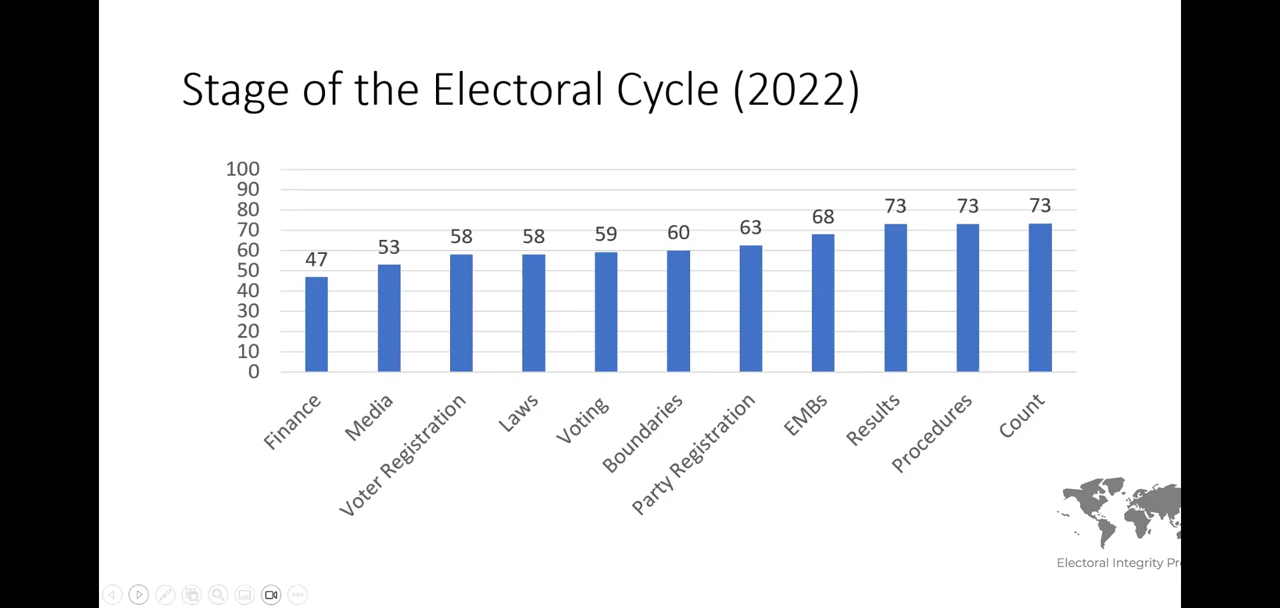 Stage of the Electoral Cycle (2022)
100
90
80
70
60
50
40
30
20
10
0
47
53
58
58
59
60
63
68
73
73
73
Finance
Media
Voter Registration
Laws
Voting
Boundaries
Party Registration
EMBs
Results
Procedures
Count
Electoral Integrity Pr